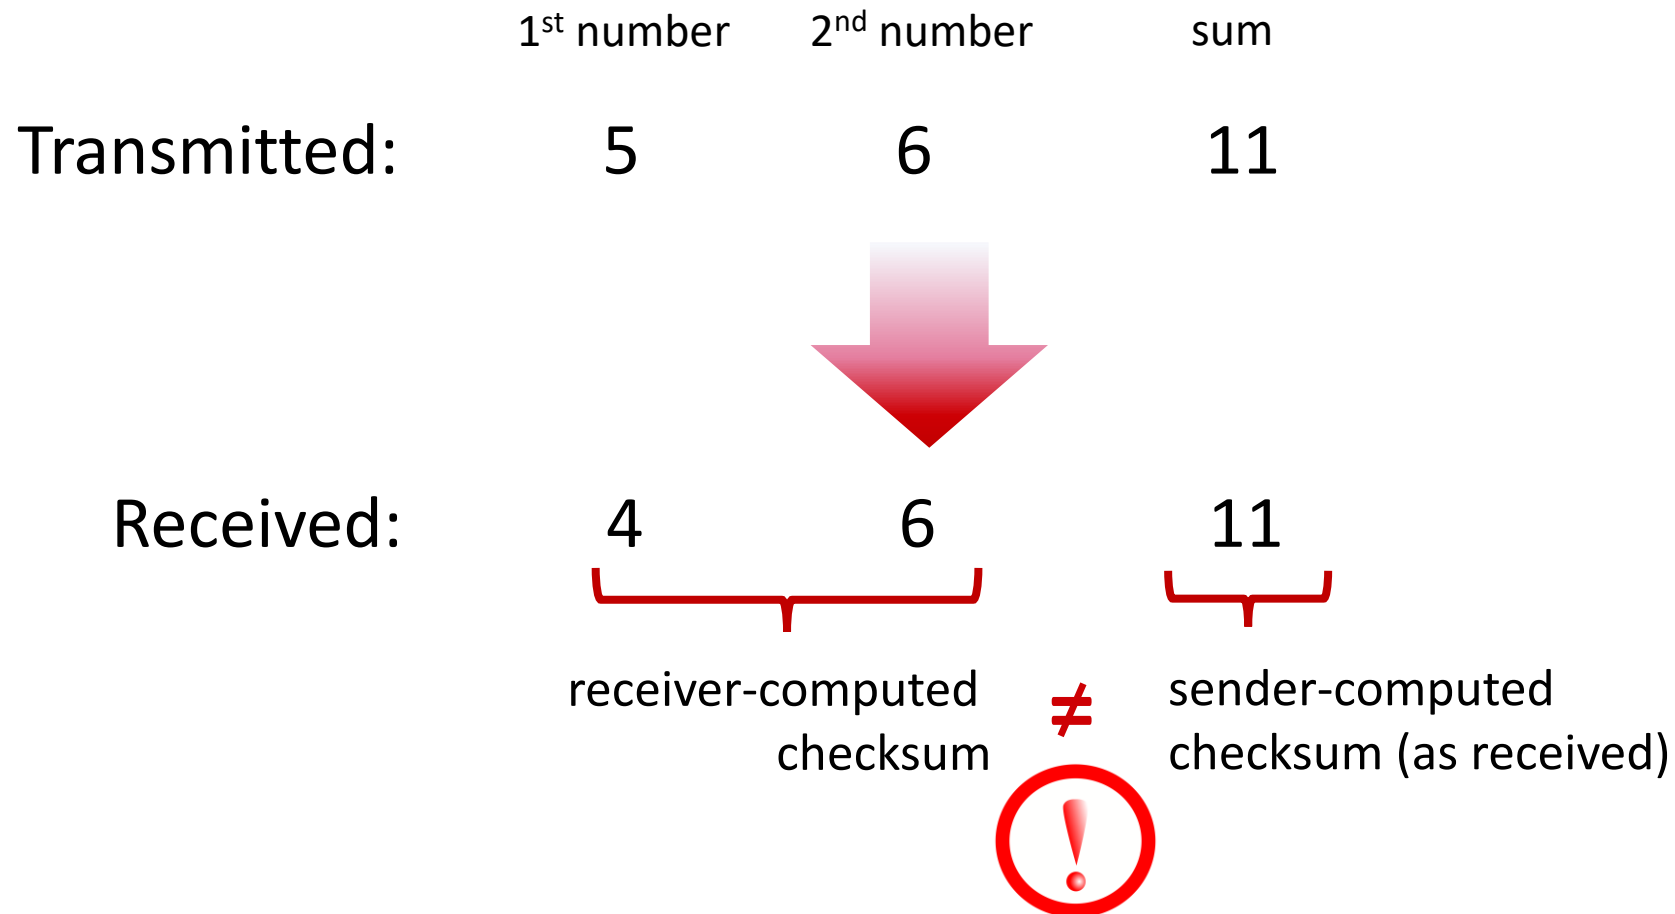 1st number 2nd number sum
Transmitted: 5 6 11
Received: 4 6 11
receiver-computed ≠ sender-computed
checksum checksum (as received)
!